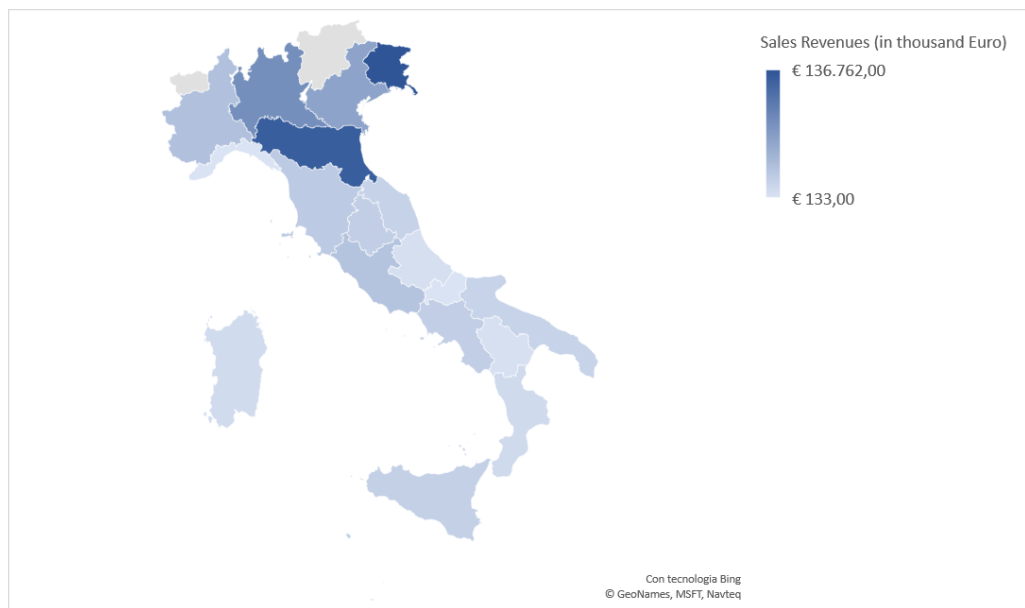 Sales Revenues (in thousand Euro)
€ 136.762,00
€ 133,00
Con tecnologia Bing
© GeoNames, MSFT, Navteq